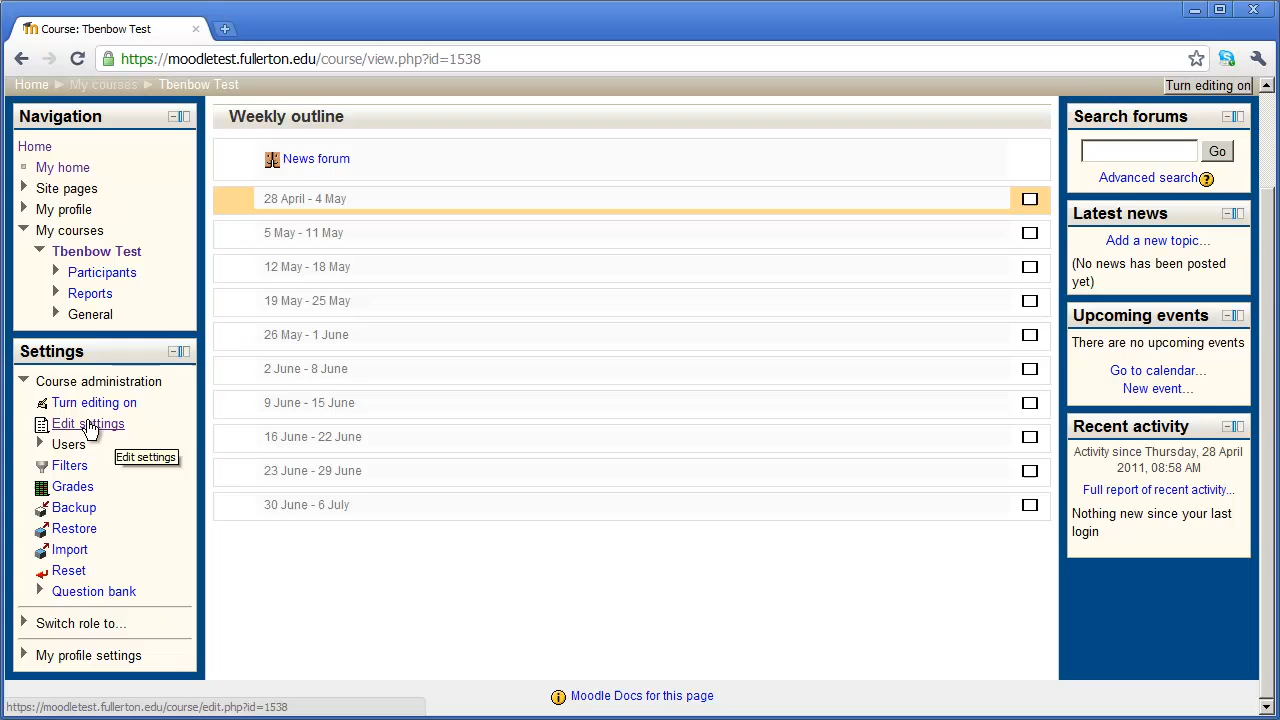 Course: Tbenbow Test
https://moodletest.fullerton.edu/course/view.php?id=1538
Home My courses Tbenbow Test
Turn editing on
Navigation
Home
My home
Site pages
My profile
My courses
Tbenbow Test
Participants
Reports
General
Settings
Course administration
Turn editing on
Edit settings
Users
Edit settings
Filters
Grades
Backup
Restore
Import
Reset
Question bank
Switch role to...
My profile settings
Weekly outline
News forum
28 April - 4 May
5 May - 11 May
12 May - 18 May
19 May - 25 May
26 May - 1 June
2 June - 8 June
9 June - 15 June
16 June - 22 June
23 June - 29 June
30 June - 6 July
Search forums
Go
Advanced search
Latest news
Add a new topic...
(No news has been posted
yet)
Upcoming events
There are no upcoming events
Go to calendar...
New event...
Recent activity
Activity since Thursday, 28 April
2011, 08:58 AM
Full report of recent activity...
Nothing new since your last
login
Moodle Docs for this page
https://moodletest.fullerton.edu/course/edit.php?id=1538